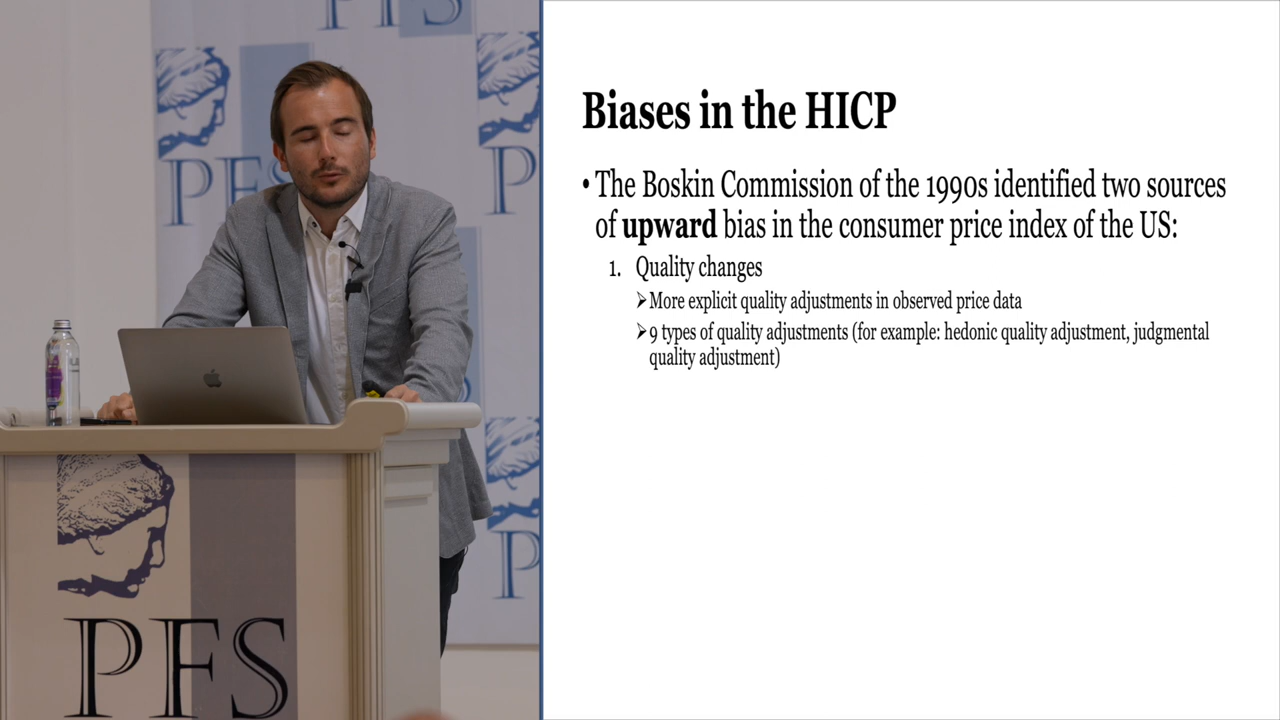 PFS
PFS
P
P
PFS
Biases in the HICP
• The Boskin Commission of the 1990s identified two sources
of upward bias in the consumer price index of the US:
1. Quality changes
➢More explicit quality adjustments in observed price data
➢9 types of quality adjustments (for example: hedonic quality adjustment, judgmental
quality adjustment)